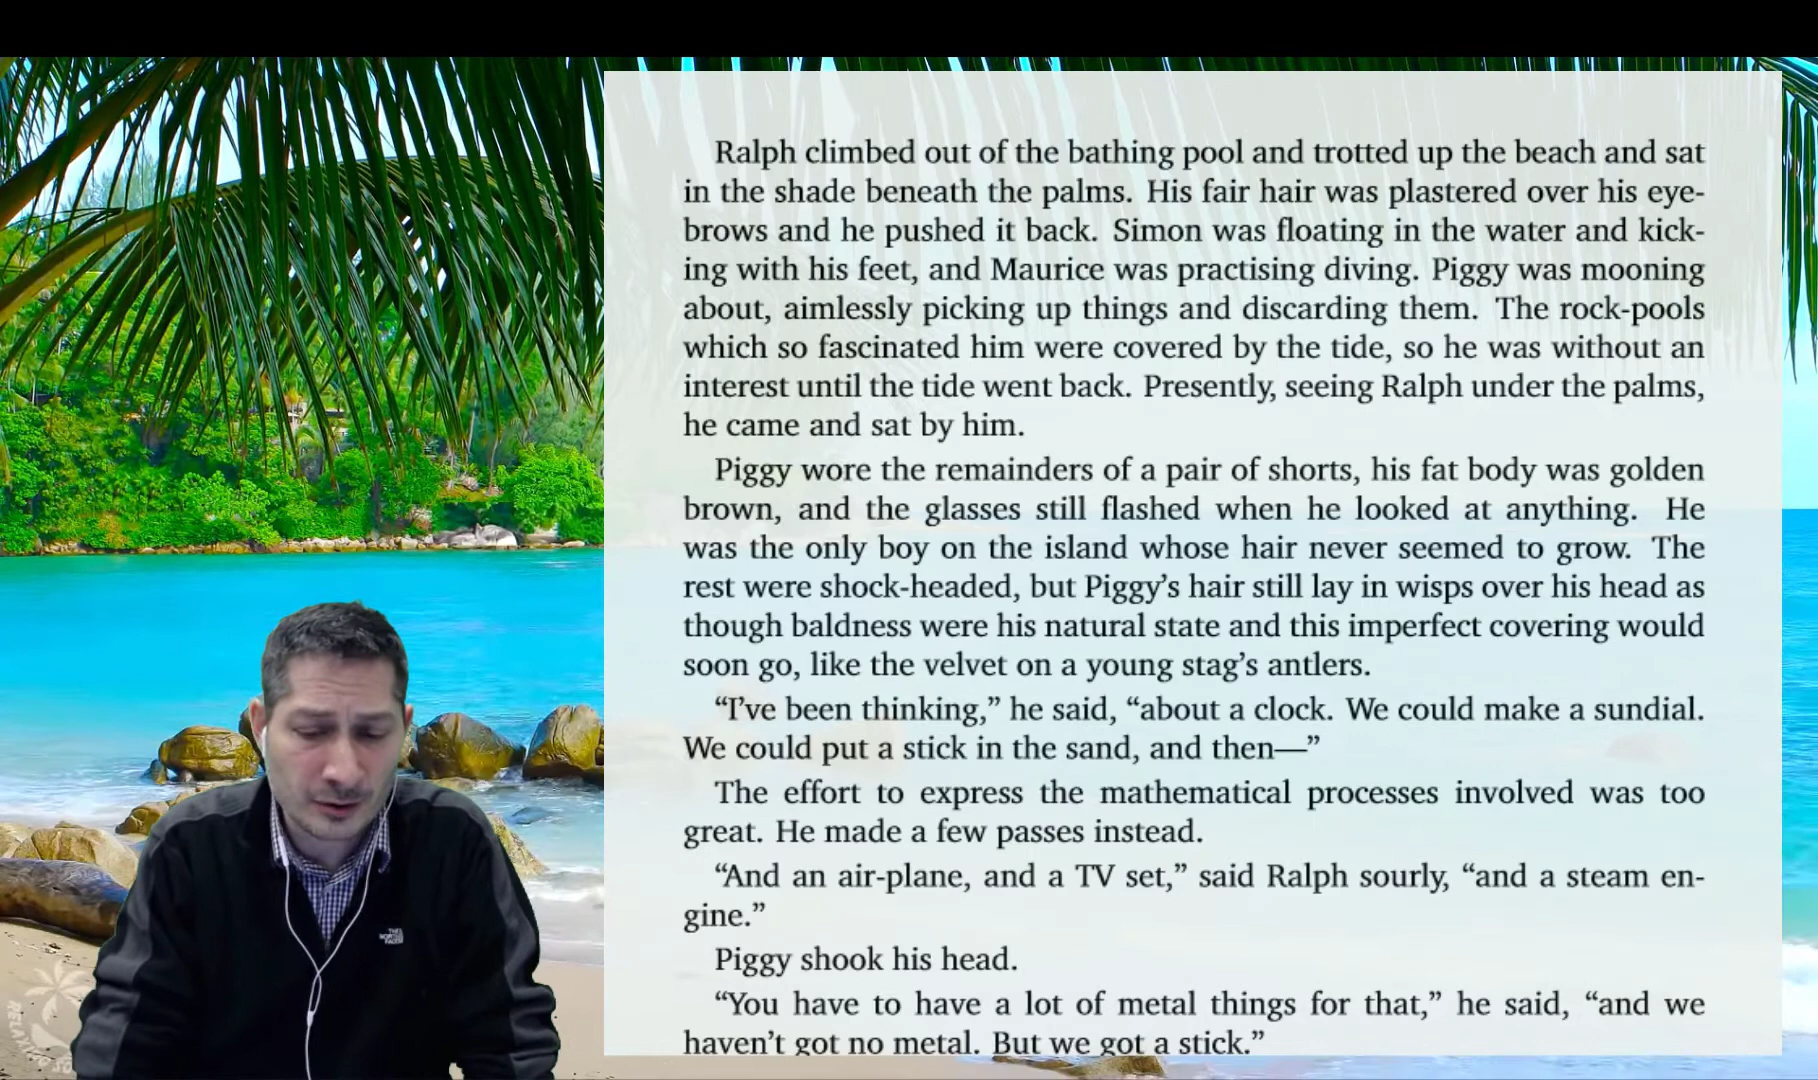 Ralph climbed out of the bathing pool and trotted up the beach and sat
in the shade beneath the palms. His fair hair was plastered over his eye-
brows and he pushed it back. Simon was floating in the water and kick-
ing with his feet, and Maurice was practising diving. Piggy was mooning
about, aimlessly picking up things and discarding them. The rock-pools
which so fascinated him were covered by the tide, so he was without an
interest until the tide went back. Presently, seeing Ralph under the palms,
he came and sat by him.
Piggy wore the remainders of a pair of shorts, his fat body was golden
brown, and the glasses still flashed when he looked at anything. He
was the only boy on the island whose hair never seemed to grow. The
rest were shock-headed, but Piggy’s hair still lay in wisps over his head as
though baldness were his natural state and this imperfect covering would
soon go, like the velvet on a young stag’s antlers.
“I’ve been thinking,” he said, “about a clock. We could make a sundial.
We could put a stick in the sand, and then—”
The effort to express the mathematical processes involved was too
great. He made a few passes instead.
“And an air-plane, and a TV set,” said Ralph sourly, “and a steam en-
gine.”
Piggy shook his head.
“You have to have a lot of metal things for that,” he said, “and we
haven’t got no metal. But we got a stick.”
THE
NORTH
FACE